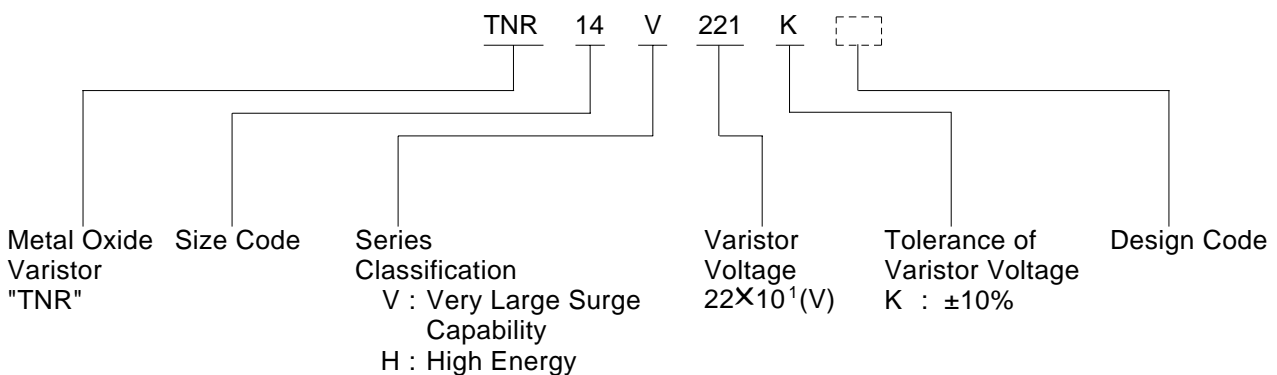 TNR 14 V 221 K
Metal Oxide Varistor "TNR"
Size Code
Series Classification
V : Very Large Surge Capability
H : High Energy
Varistor Voltage
22×10¹(V)
Tolerance of Varistor Voltage
K : ±10%
Design Code